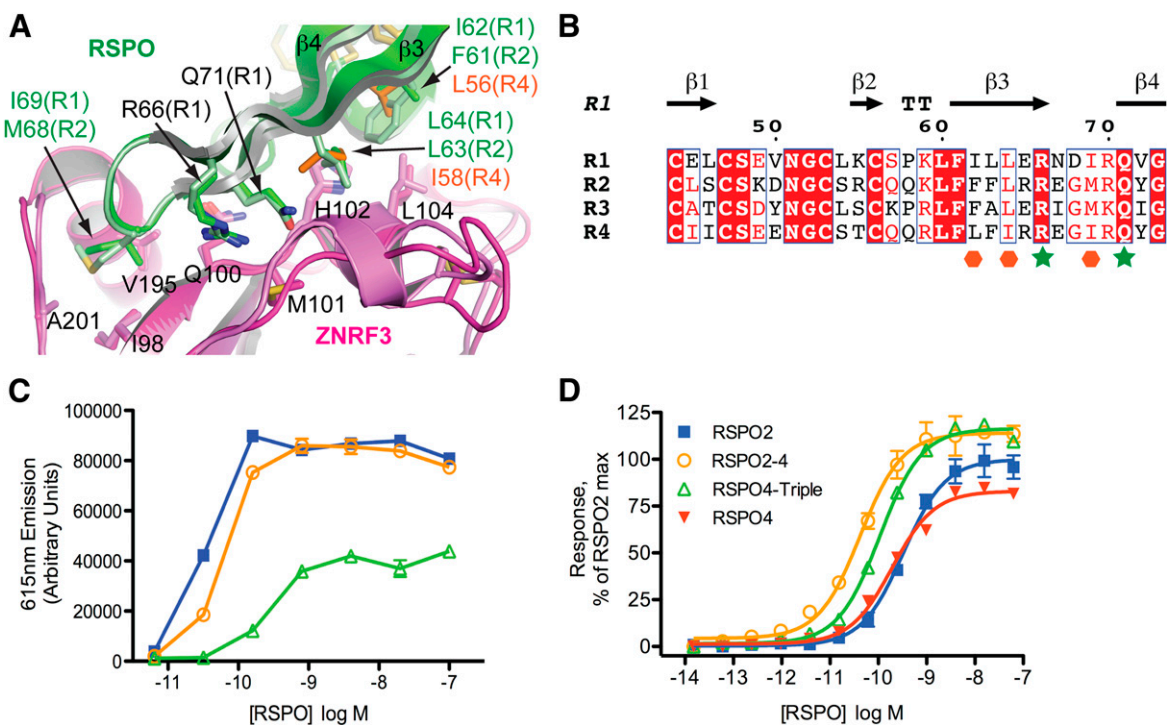 A
RSPO
β4
β3
I62(R1)
F61(R2)
L56(R4)
Q71(R1)
I69(R1)
M68(R2)
R66(R1)
L64(R1)
L63(R2)
I58(R4)
H102
L104
V195
Q100
M101
A201
I98
ZNRF3
B
β1 β2 β3 β4
R1 TT
50 60 70
R1 CELCSEVNGCLKCSPKLFILLERNDIRQVG
R2 CLSCSKDNGCSRCQQKLFFFLRREGMRQYG
R3 CATCSDYNGCLSCKPRLFFALERIGMKQIG
R4 CIICSEENGCSTCQQRLFLFIRREGIRQYG
C
615nm Emission
(Arbitrary Units)
100000
80000
60000
40000
20000
0
-11 -10 -9 -8 -7
[RSPO] log M
D
Response,
% of RSPO2 max
125
100
75
50
25
0
RSPO2
RSPO2-4
RSPO4-Triple
RSPO4
-14 -13 -12 -11 -10 -9 -8 -7
[RSPO] log M